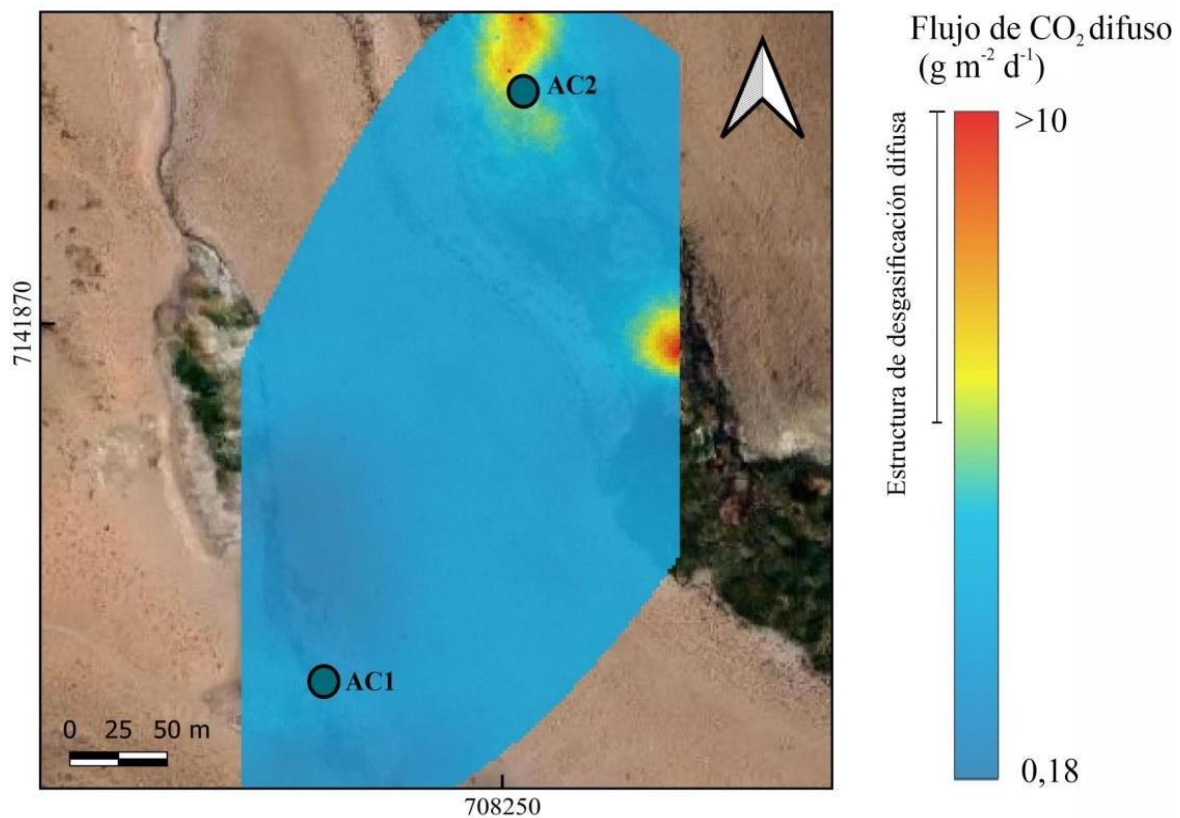 Flujo de CO₂ difuso
(g m⁻² d⁻¹)
AC2
Estructura de desgasificación difusa
>10
7141870
AC1
0 25 50 m
0,18
708250